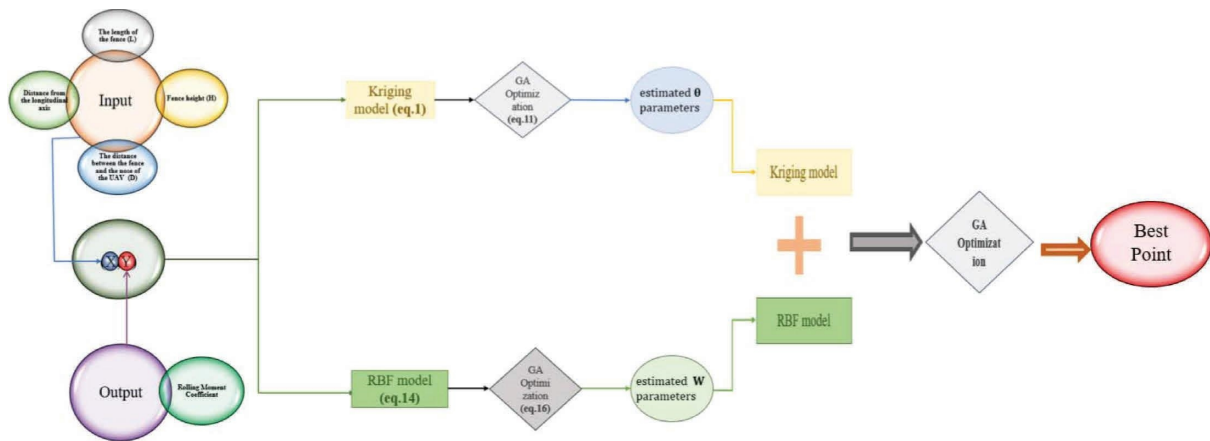 The length of
the fence (L)
Distance from
the longitudinal
axis
Input
Fence height (H)
The distance
between the fence
and the nose of
the UAV (D)
X Y
Output
Rolling Moment
Coefficient
Kriging
model (eq.1)
GA
Optimiz
ation
(eq.11)
estimated θ
parameters
Kriging model
RBF model
(eq.14)
GA
Optimi
zation
(eq.16)
estimated W
parameters
RBF model
GA
Optimizat
ion
Best
Point